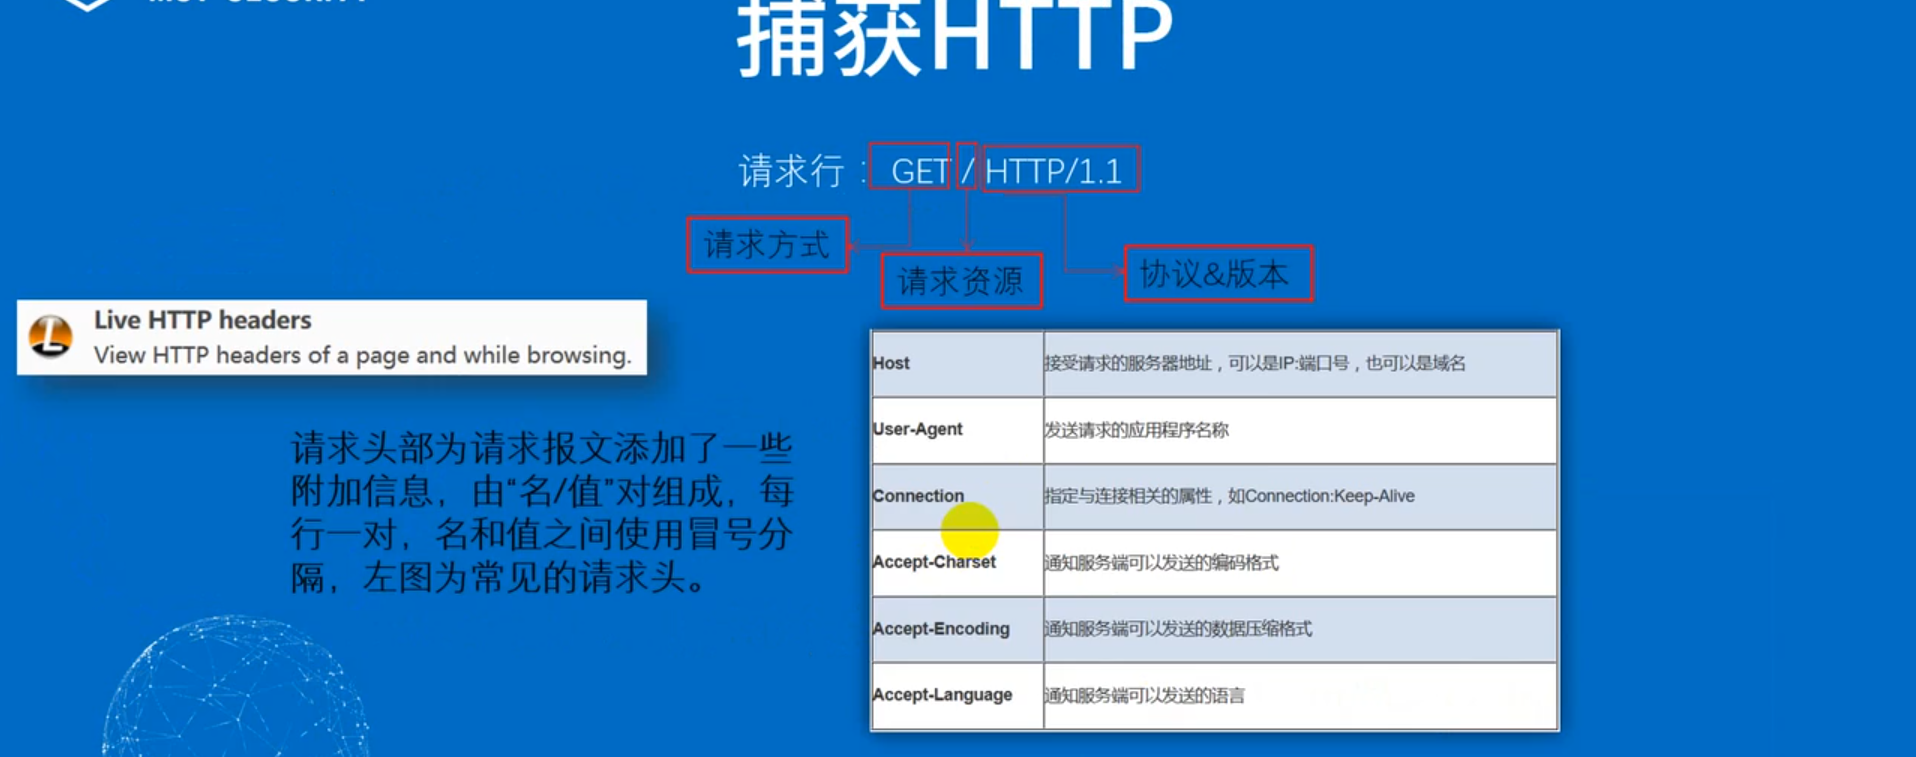 捕获HTTP
请求行： GET / HTTP/1.1
请求方式
请求资源
协议&版本
Live HTTP headers
View HTTP headers of a page and while browsing.
请求头部为请求报文添加了一些
附加信息，由“名/值”对组成，每
行一对，名和值之间使用冒号分
隔，左图为常见的请求头。
Host 接受请求的服务器地址，可以是IP:端口号，也可以是域名
User-Agent 发送请求的应用程序名称
Connection 指定与连接相关的属性，如Connection:Keep-Alive
Accept-Charset 通知服务端可以发送的编码格式
Accept-Encoding 通知服务端可以发送的数据压缩格式
Accept-Language 通知服务端可以发送的语言